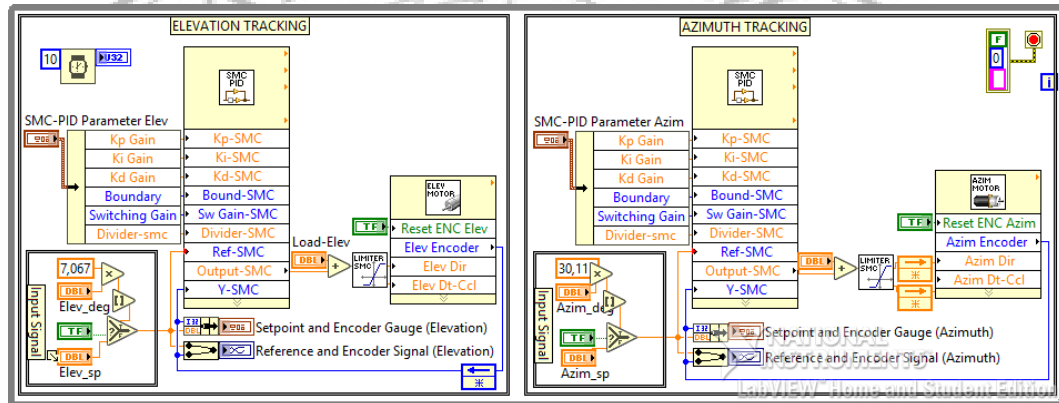 ELEVATION TRACKING
10
U32
SMC
PID
SMC-PID Parameter Elev
Kp Gain
Ki Gain
Kd Gain
Boundary
Switching Gain
Divider-smc
Kp-SMC
Ki-SMC
Kd-SMC
Bound-SMC
Sw Gain-SMC
Divider-SMC
Ref-SMC
Output-SMC
Y-SMC
Load-Elev
DBL
LIMITER
SMC
ELEV
MOTOR
TF
Reset ENC Elev
Elev Encoder
Elev Dir
Elev Dt-Ccl
Input Signal
7,067
DBL
Elev_deg
TF
DBL
Elev_sp
I32
DBL
Setpoint and Encoder Gauge (Elevation)
Reference and Encoder Signal (Elevation)
AZIMUTH TRACKING
F
0
i
SMC
PID
SMC-PID Parameter Azim
Kp Gain
Ki Gain
Kd Gain
Boundary
Switching Gain
Divider-smc
Kp-SMC
Ki-SMC
Kd-SMC
Bound-SMC
Sw Gain-SMC
Divider-SMC
Ref-SMC
Output-SMC
Y-SMC
DBL
LIMITER
SMC
AZIM
MOTOR
TF
Reset ENC Azim
Azim Encoder
Azim Dir
Azim Dt-Ccl
Input Signal
30,11
DBL
Azim_deg
TF
DBL
Azim_sp
I32
DBL
Setpoint and Encoder Gauge (Azimuth)
Reference and Encoder Signal (Azimuth)
NATIONAL
INSTRUMENTS
LabVIEW™ Home and Student Edition